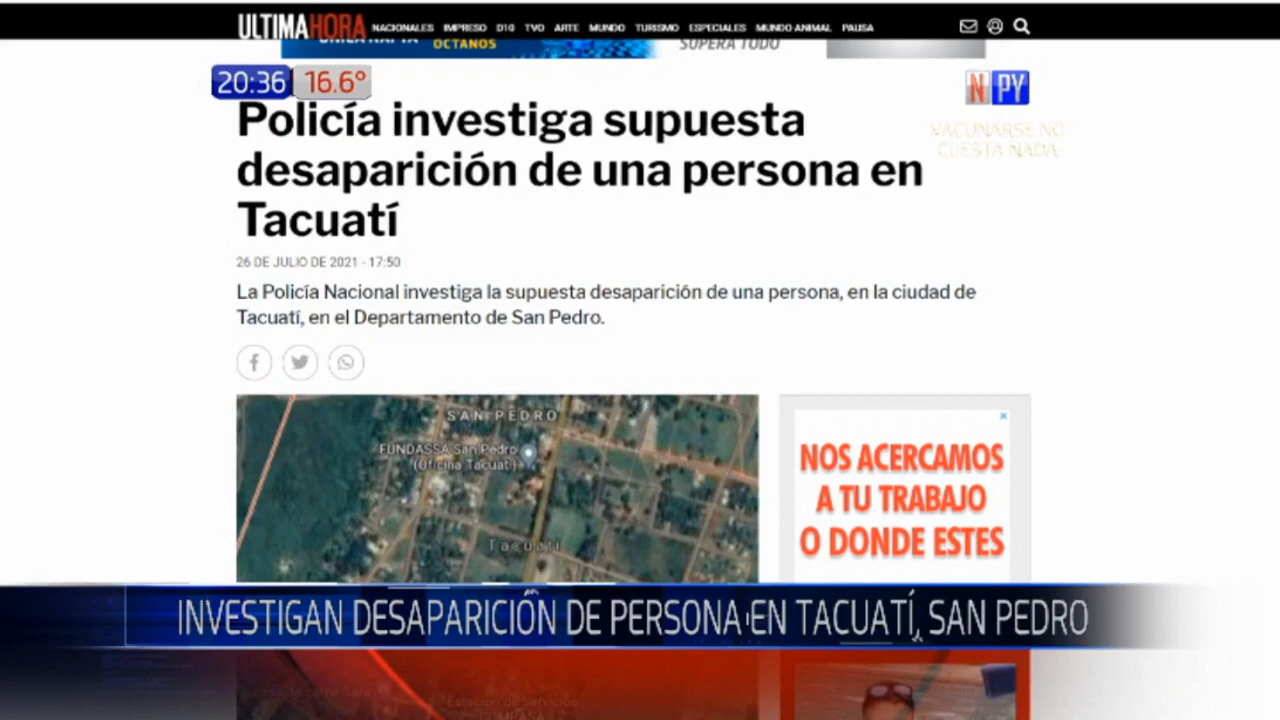 ULTIMAHORA NACIONALES IMPRESO D10 TVO ARTE MUNDO TURISMO ESPECIALES MUNDO ANIMAL PAUSA
OCTANOS
SUPERA TODO
20:36 16.6°
N PY
VACUNARSE NO
CUESTA NADA
Policía investiga supuesta
desaparición de una persona en
Tacuatí
26 DE JULIO DE 2021 - 17:50
La Policía Nacional investiga la supuesta desaparición de una persona, en la ciudad de
Tacuatí, en el Departamento de San Pedro.
SAN PEDRO
FUNDASSA San Pedro
(Oficina Tacuatí)
Tacuatí
NOS ACERCAMOS
A TU TRABAJO
O DONDE ESTES
INVESTIGAN DESAPARICIÓN DE PERSONA EN TACUATÍ, SAN PEDRO
Estación de Servicios